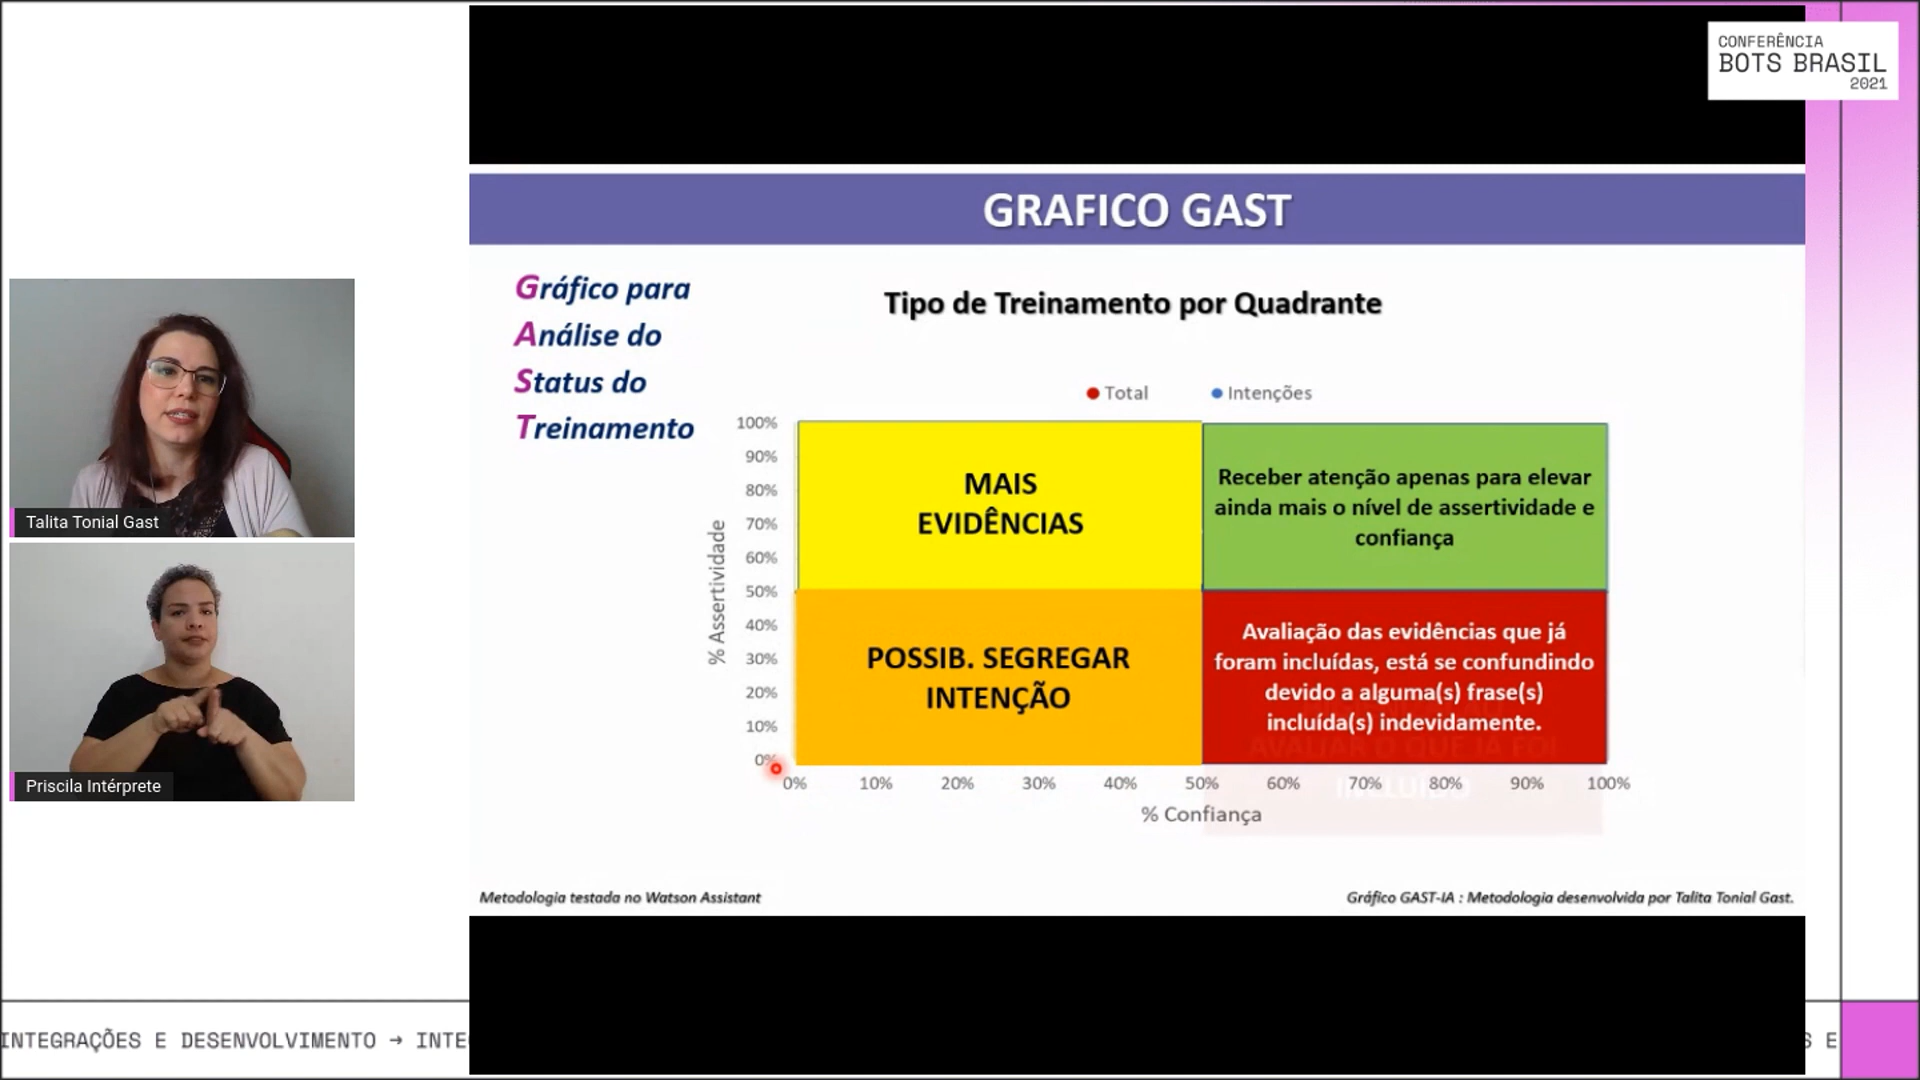 CONFERÊNCIA
BOTS BRASIL
2021
GRAFICO GAST
Gráfico para
Análise do
Status do
Treinamento
Tipo de Treinamento por Quadrante
Total
Intenções
% Assertividade
100%
90%
80%
70%
60%
50%
40%
30%
20%
10%
0%
MAIS
EVIDÊNCIAS
Receber atenção apenas para elevar
ainda mais o nível de assertividade e
confiança
POSSIB. SEGREGAR
INTENÇÃO
Avaliação das evidências que já
foram incluídas, está se confundindo
devido a alguma(s) frase(s)
incluída(s) indevidamente.
AVALIAR O QUE JÁ FOI
INCLUÍDO
0% 10% 20% 30% 40% 50% 60% 70% 80% 90% 100%
% Confiança
Metodologia testada no Watson Assistant
Gráfico GAST-IA : Metodologia desenvolvida por Talita Tonial Gast.
Talita Tonial Gast
Priscila Intérprete
INTEGRAÇÕES E DESENVOLVIMENTO → INTE
S E